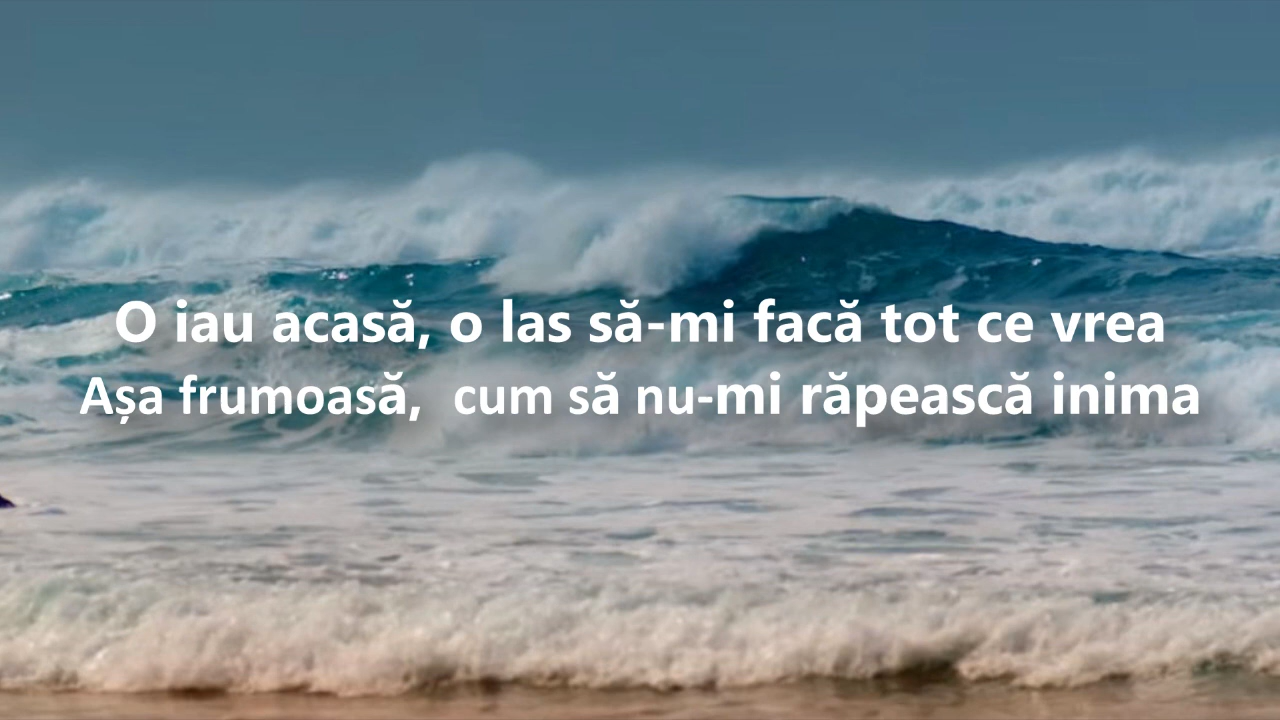 O iau acasă, o las să-mi facă tot ce vrea
Așa frumoasă, cum să nu-mi răpească inima